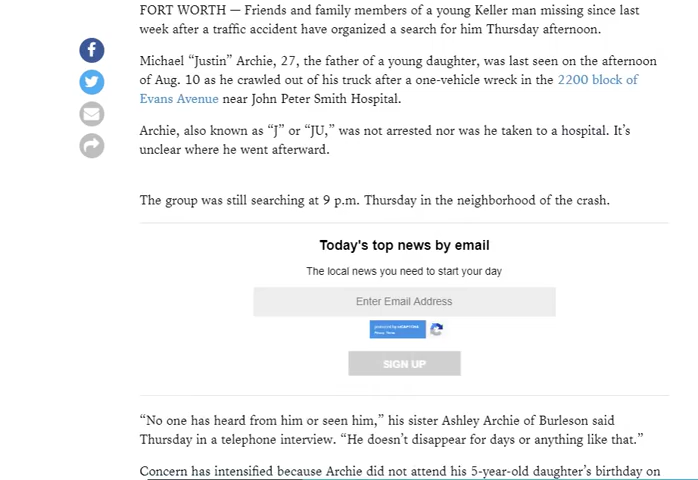 FORT WORTH — Friends and family members of a young Keller man missing since last
week after a traffic accident have organized a search for him Thursday afternoon.
Michael “Justin” Archie, 27, the father of a young daughter, was last seen on the afternoon
of Aug. 10 as he crawled out of his truck after a one-vehicle wreck in the 2200 block of
Evans Avenue near John Peter Smith Hospital.
Archie, also known as “J” or “JU,” was not arrested nor was he taken to a hospital. It’s
unclear where he went afterward.
The group was still searching at 9 p.m. Thursday in the neighborhood of the crash.
Today's top news by email
The local news you need to start your day
Enter Email Address
protected by reCAPTCHA
SIGN UP
“No one has heard from him or seen him,” his sister Ashley Archie of Burleson said
Thursday in a telephone interview. “He doesn’t disappear for days or anything like that.”
Concern has intensified because Archie did not attend his 5-year-old daughter’s birthday on